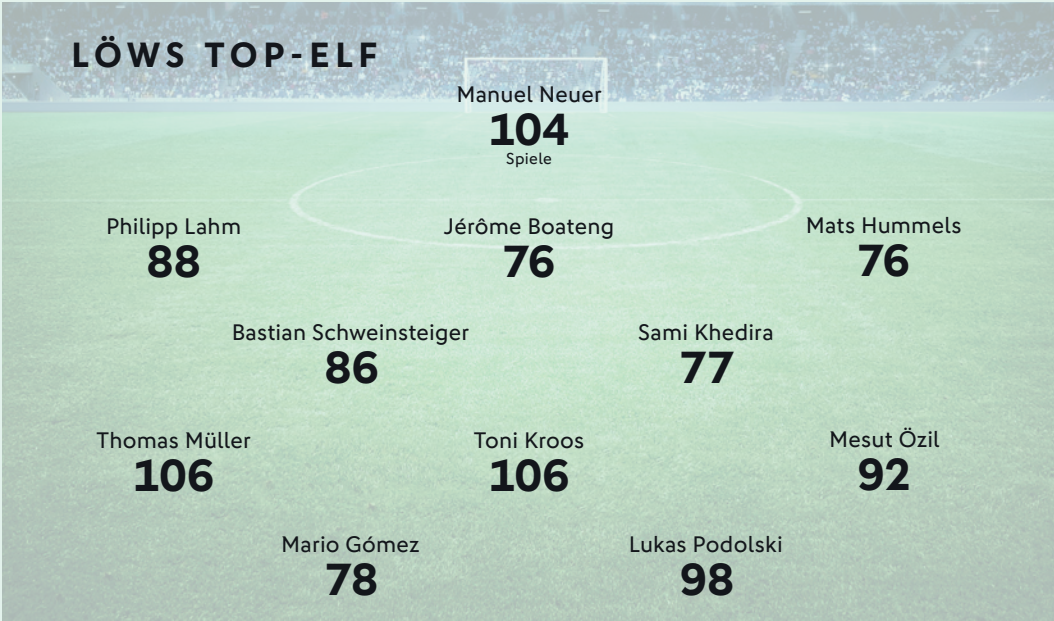 LÖWS TOP-ELF
Manuel Neuer
104
Spiele
Philipp Lahm
88
Jérôme Boateng
76
Mats Hummels
76
Bastian Schweinsteiger
86
Sami Khedira
77
Thomas Müller
106
Toni Kroos
106
Mesut Özil
92
Mario Gómez
78
Lukas Podolski
98